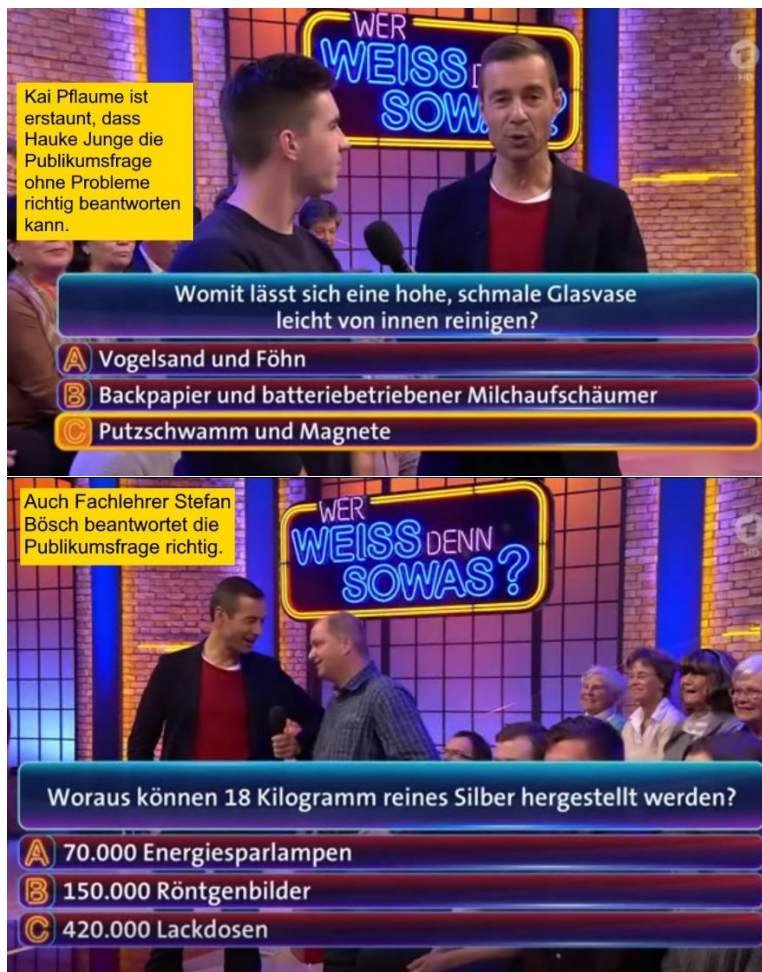 WER
WEISS D
SOWAS?
HD
Kai Pflaume ist
erstaunt, dass
Hauke Junge die
Publikumsfrage
ohne Probleme
richtig beantworten
kann.
Womit lässt sich eine hohe, schmale Glasvase
leicht von innen reinigen?
A Vogelsand und Föhn
B Backpapier und batteriebetriebener Milchaufschäumer
C Putzschwamm und Magnete
Auch Fachlehrer Stefan
Bösch beantwortet die
Publikumsfrage richtig.
WER
WEISS DENN
SOWAS?
HD
Woraus können 18 Kilogramm reines Silber hergestellt werden?
A 70.000 Energiesparlampen
B 150.000 Röntgenbilder
C 420.000 Lackdosen